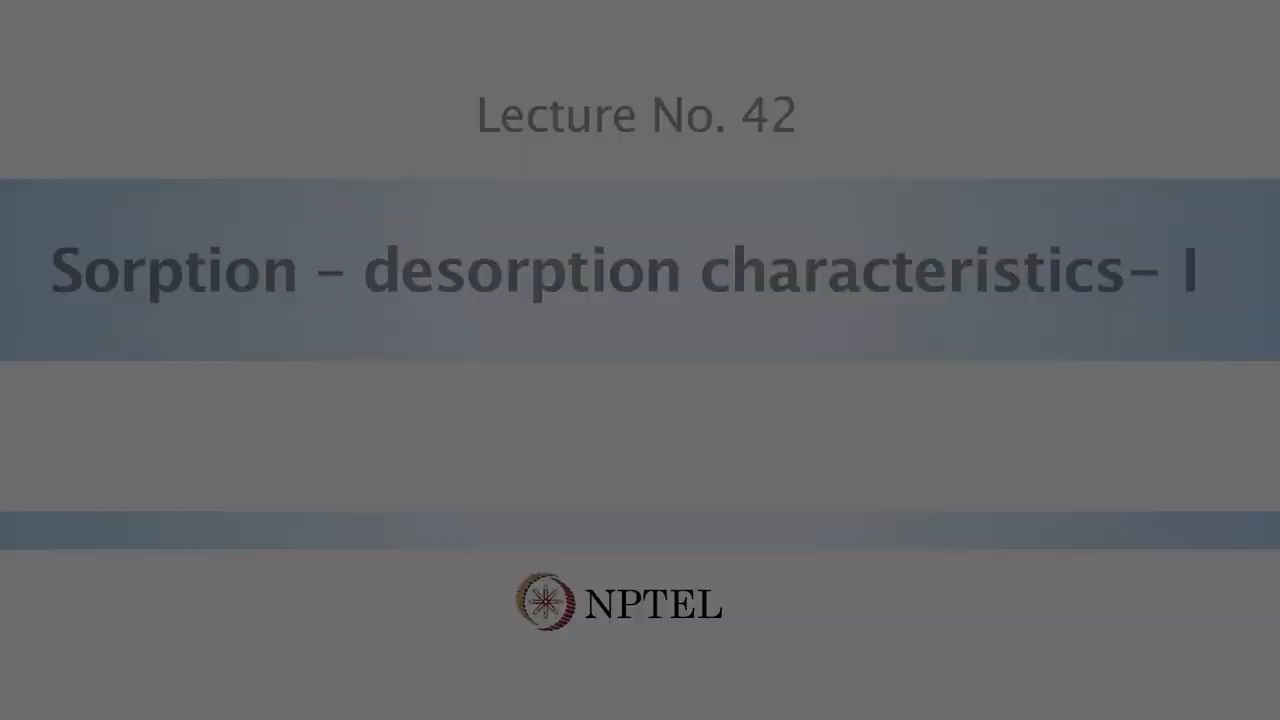 Lecture No. 42
Sorption – desorption characteristics– I
NPTEL